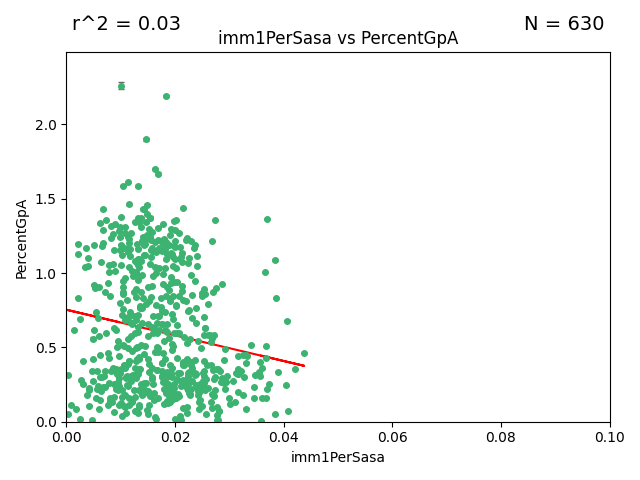 r^2 = 0.03
N = 630
imm1PerSasa vs PercentGpA
PercentGpA
2.0
1.5
1.0
0.5
0.0
0.00 0.02 0.04 0.06 0.08 0.10
imm1PerSasa